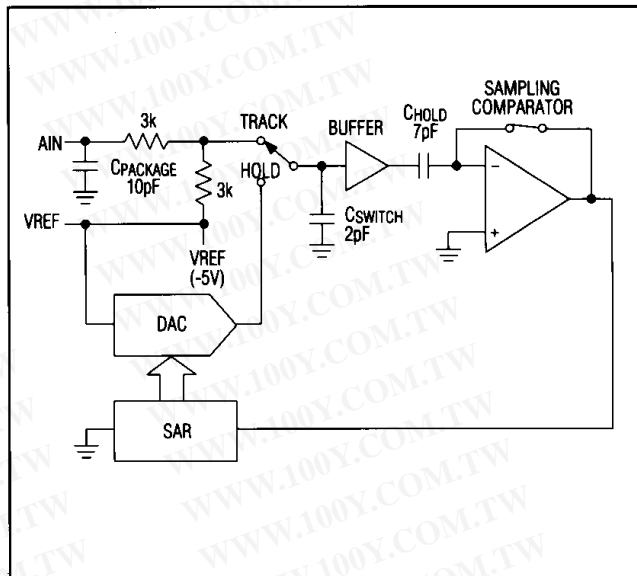 SAMPLING
COMPARATOR
CHOLD
7pF
3k
TRACK
BUFFER
AIN
HOLD
CPACKAGE
10pF
3k
CSWITCH
2pF
VREF
VREF
(-5V)
DAC
SAR
−
+
WWW.100Y.COM.TW